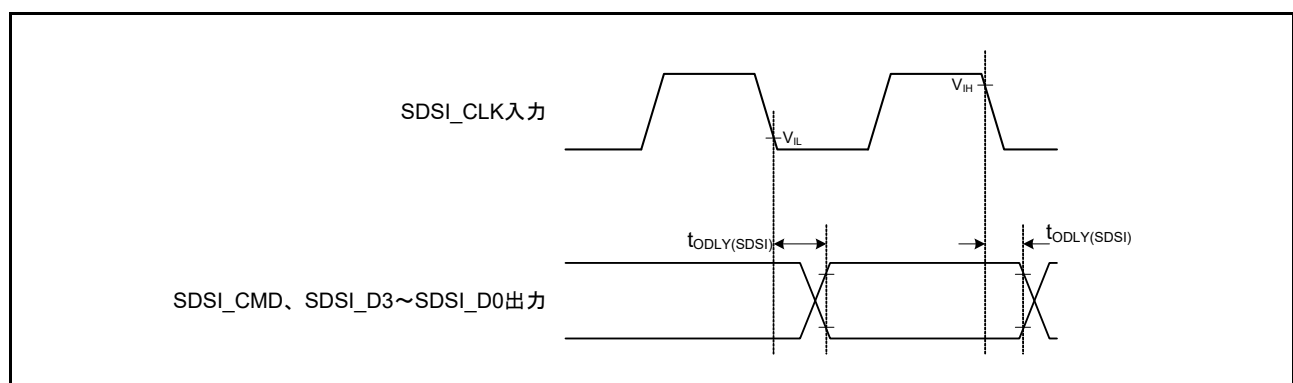 SDSI_CLK入力
VIH
VIL
tODLY(SDSI)
tODLY(SDSI)
SDSI_CMD、SDSI_D3～SDSI_D0出力